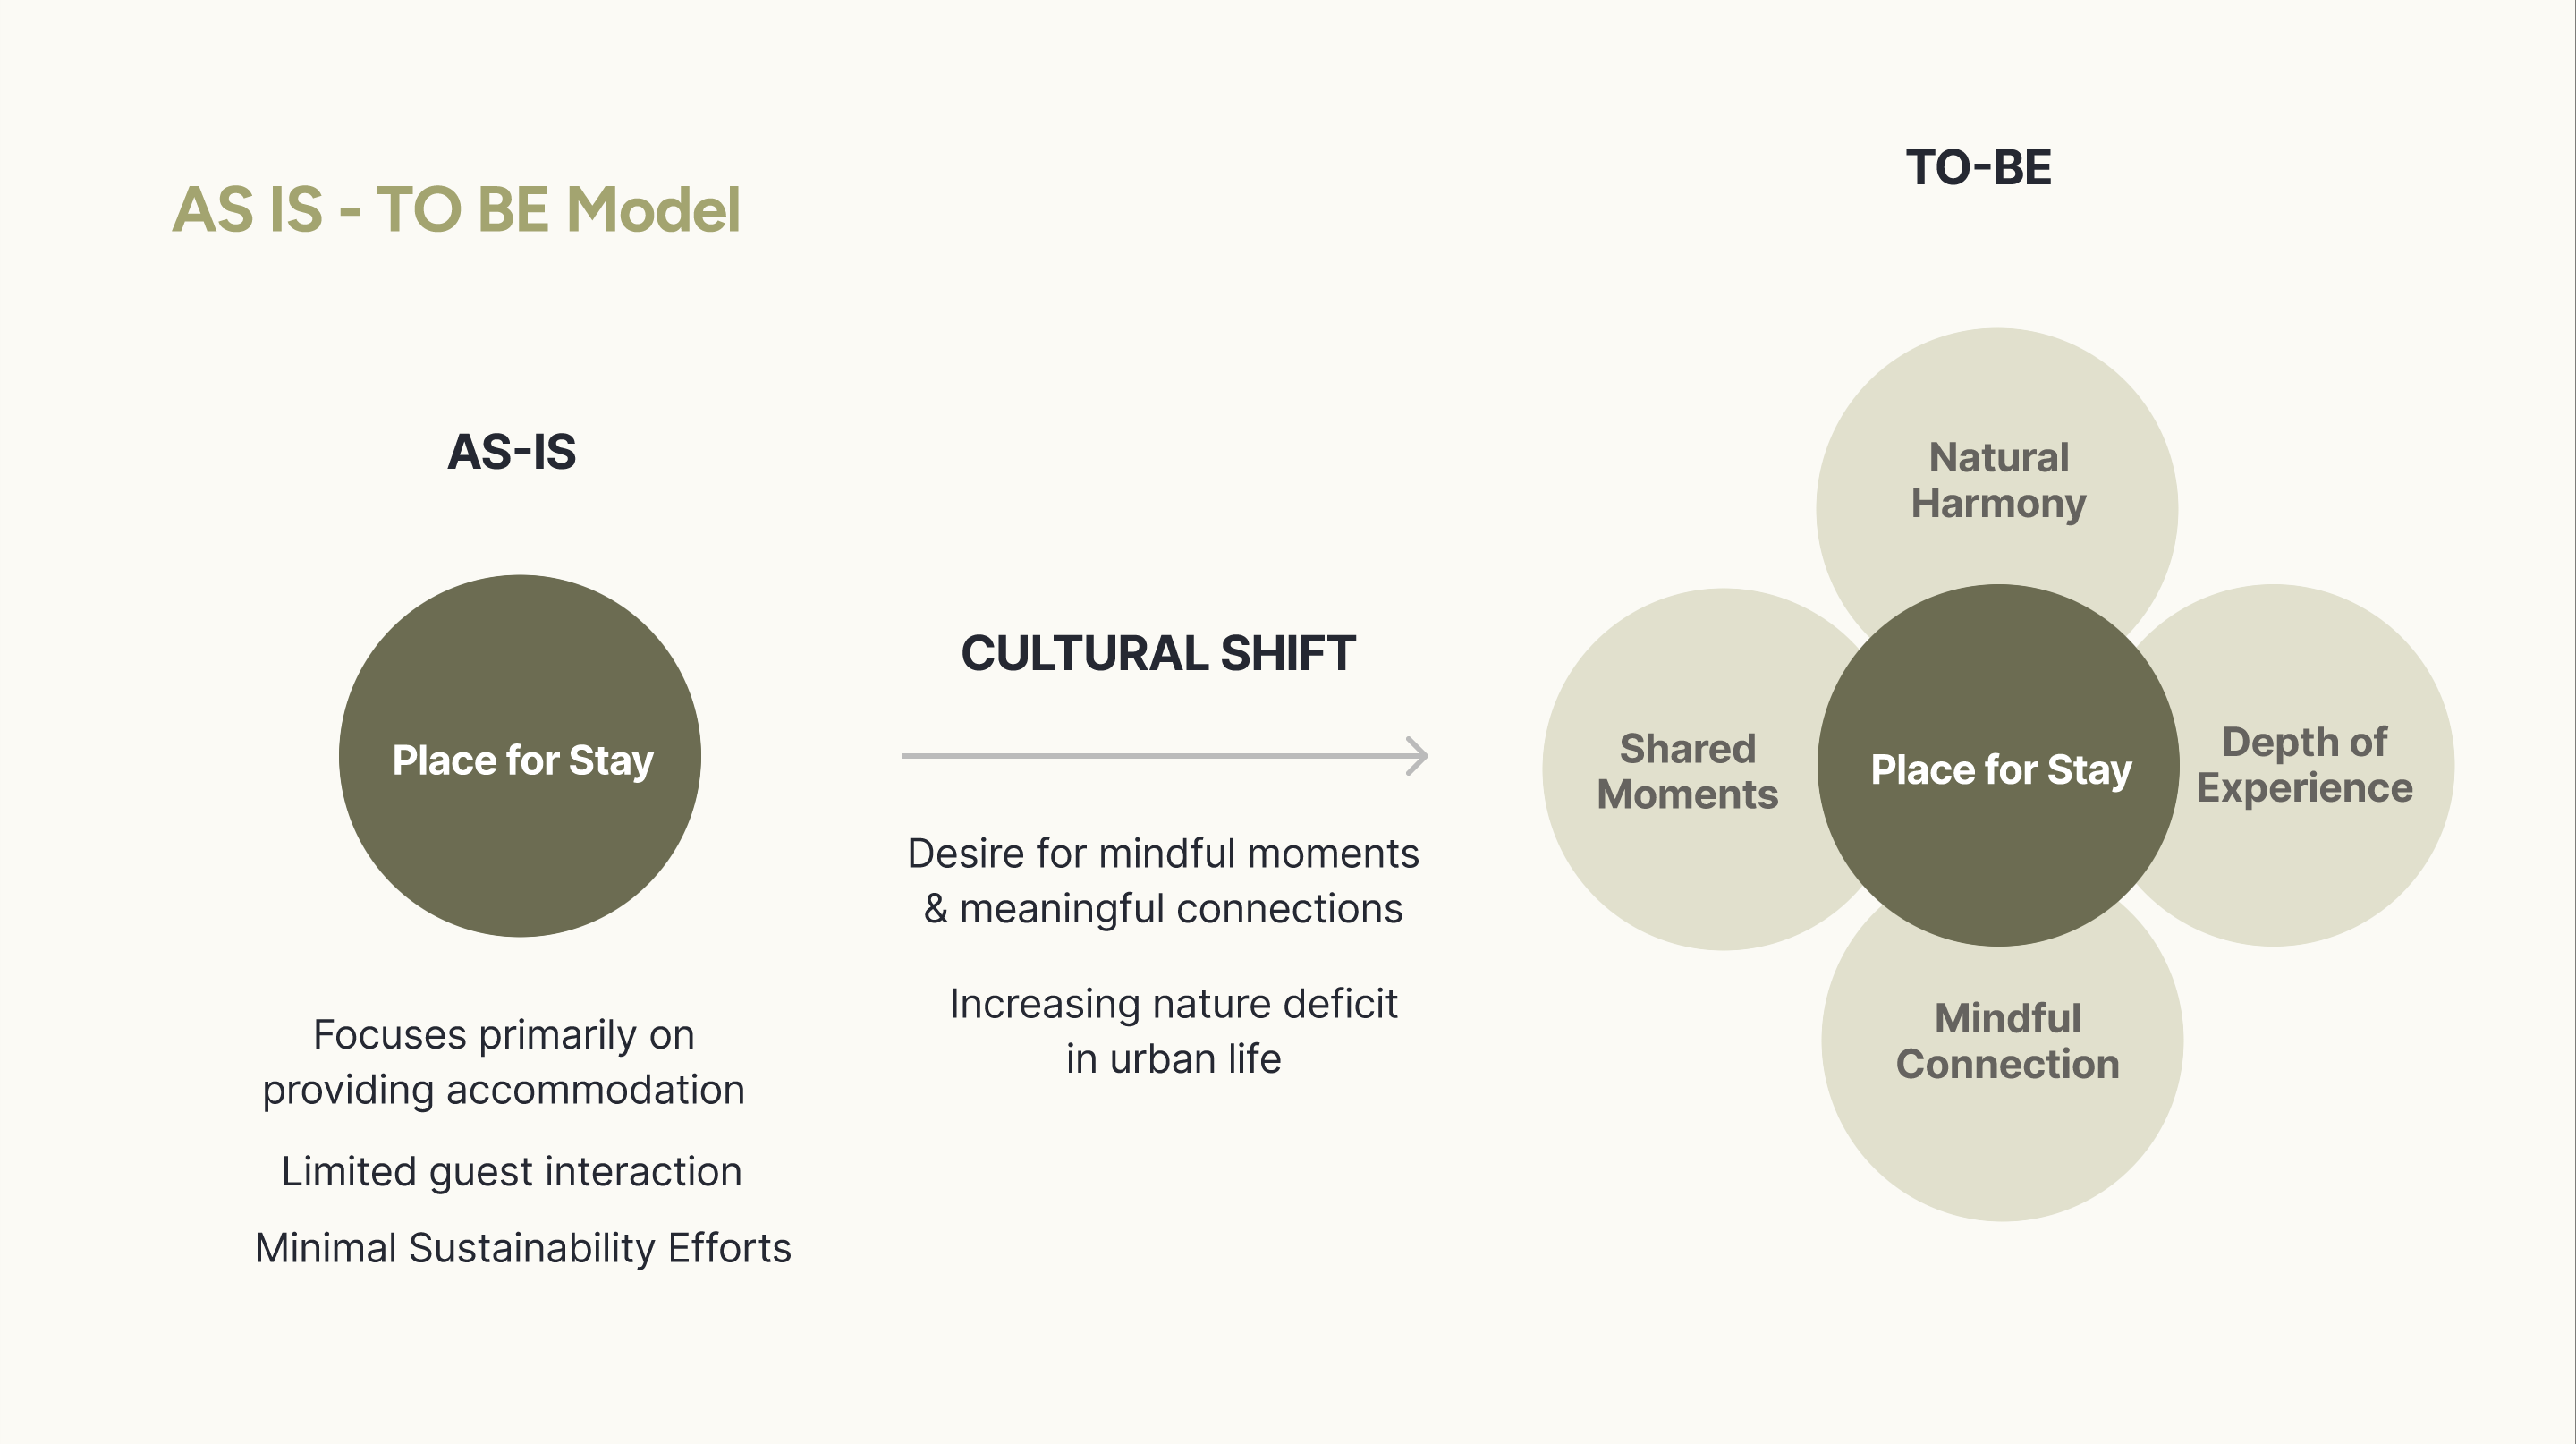 AS IS - TO BE Model
AS-IS
Place for Stay
Focuses primarily on
providing accommodation
Limited guest interaction
Minimal Sustainability Efforts
CULTURAL SHIFT
Desire for mindful moments
& meaningful connections
Increasing nature deficit
in urban life
TO-BE
Natural
Harmony
Shared
Moments
Place for Stay
Depth of
Experience
Mindful
Connection